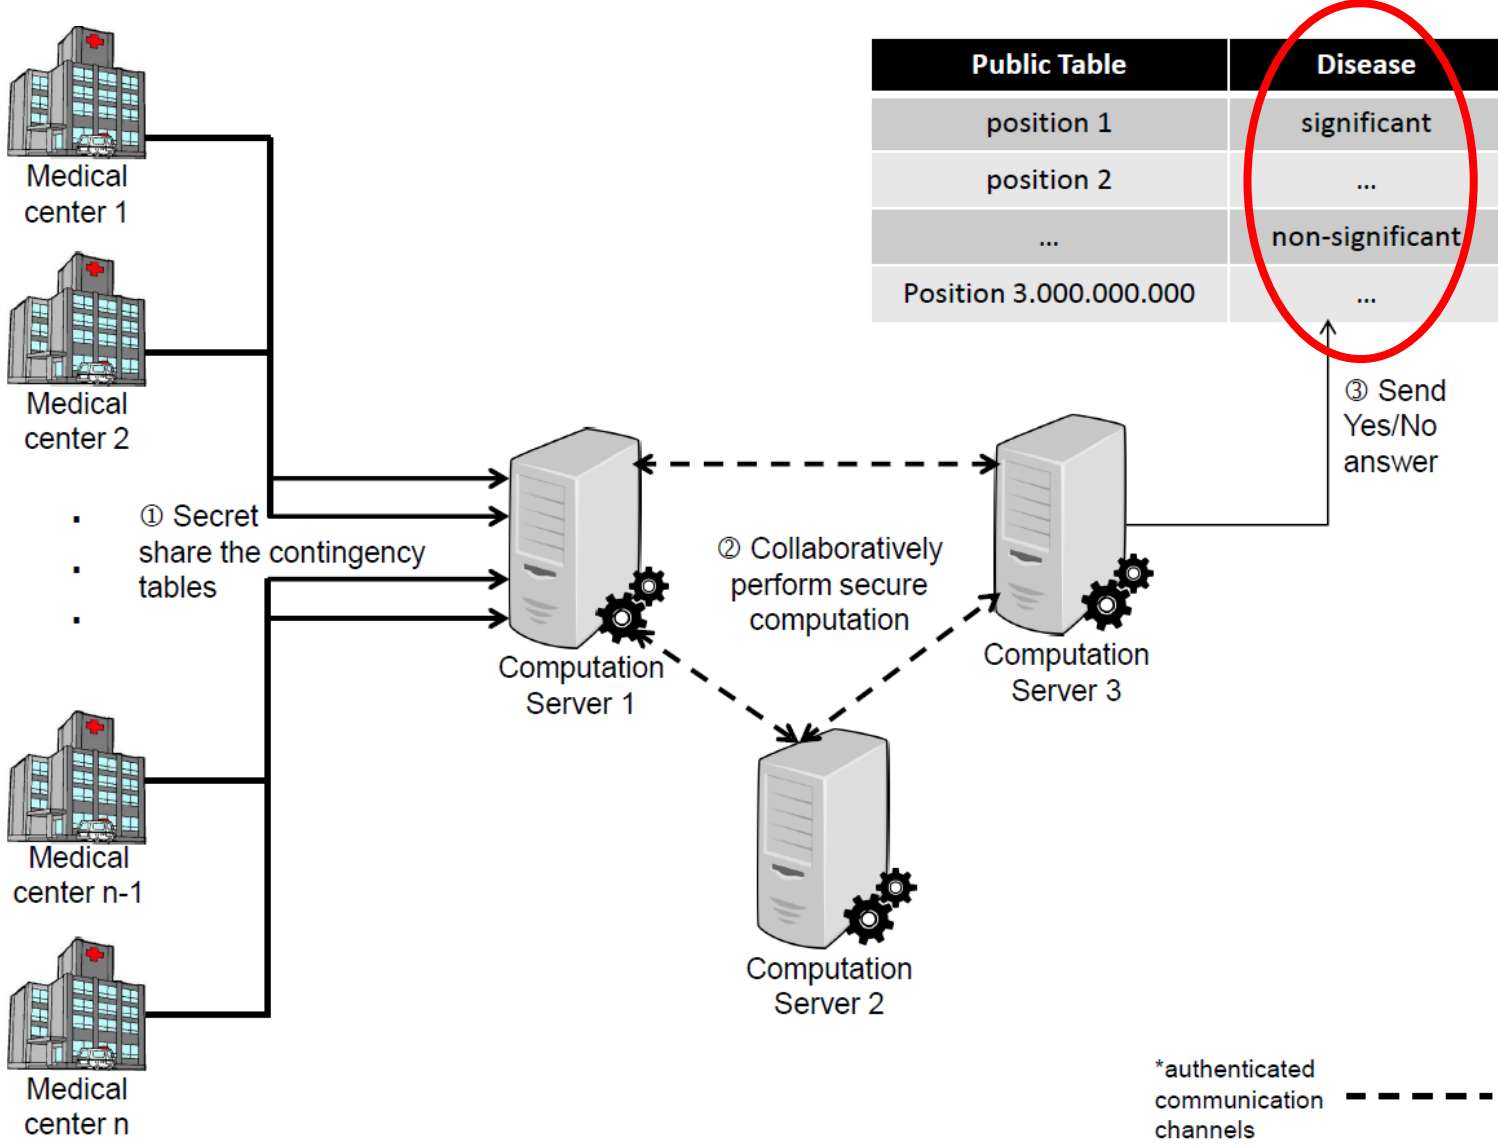 Medical
center 1
Medical
center 2
.
.
.
① Secret
share the contingency
tables
Medical
center n-1
Medical
center n
Computation
Server 1
② Collaboratively
perform secure
computation
Computation
Server 2
Computation
Server 3
③ Send
Yes/No
answer
Public Table Disease
position 1 significant
position 2 ...
... non-significant
Position 3.000.000.000 ...
*authenticated
communication
channels